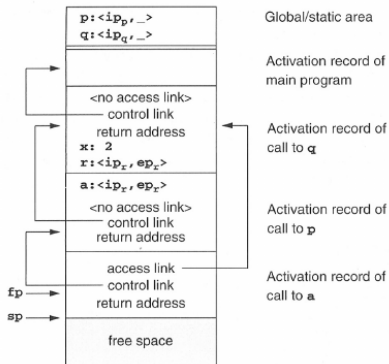 p:<ip_p,_>
q:<ip_q,_>
Global/static area
Activation record of
main program
<no access link>
control link
return address
x: 2
r:<ip_r,ep_r>
Activation record of
call to q
a:<ip_r,ep_r>
<no access link>
control link
return address
Activation record of
call to p
access link
control link
return address
Activation record of
call to a
fp
sp
free space